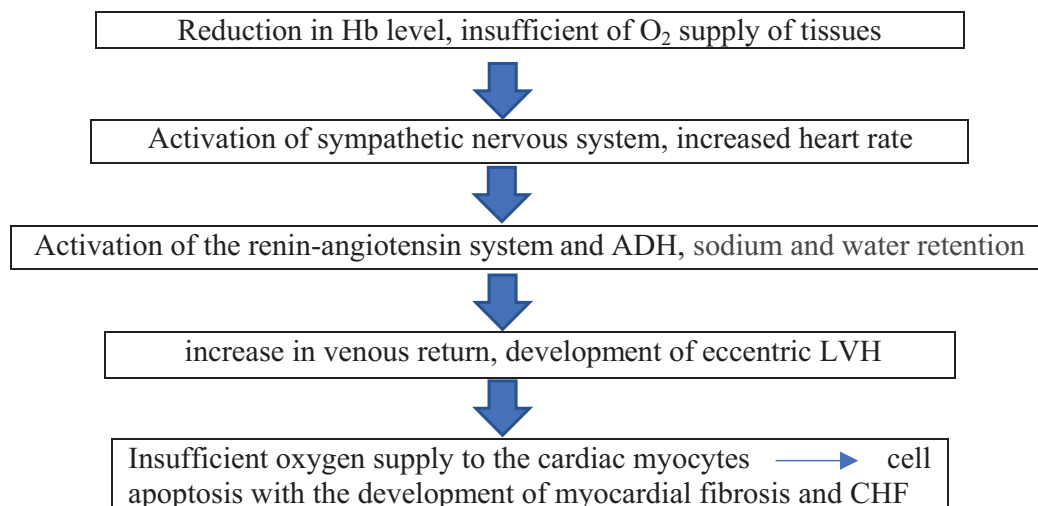 Reduction in Hb level, insufficient of O₂ supply of tissues
Activation of sympathetic nervous system, increased heart rate
Activation of the renin-angiotensin system and ADH, sodium and water retention
increase in venous return, development of eccentric LVH
Insufficient oxygen supply to the cardiac myocytes cell
apoptosis with the development of myocardial fibrosis and CHF